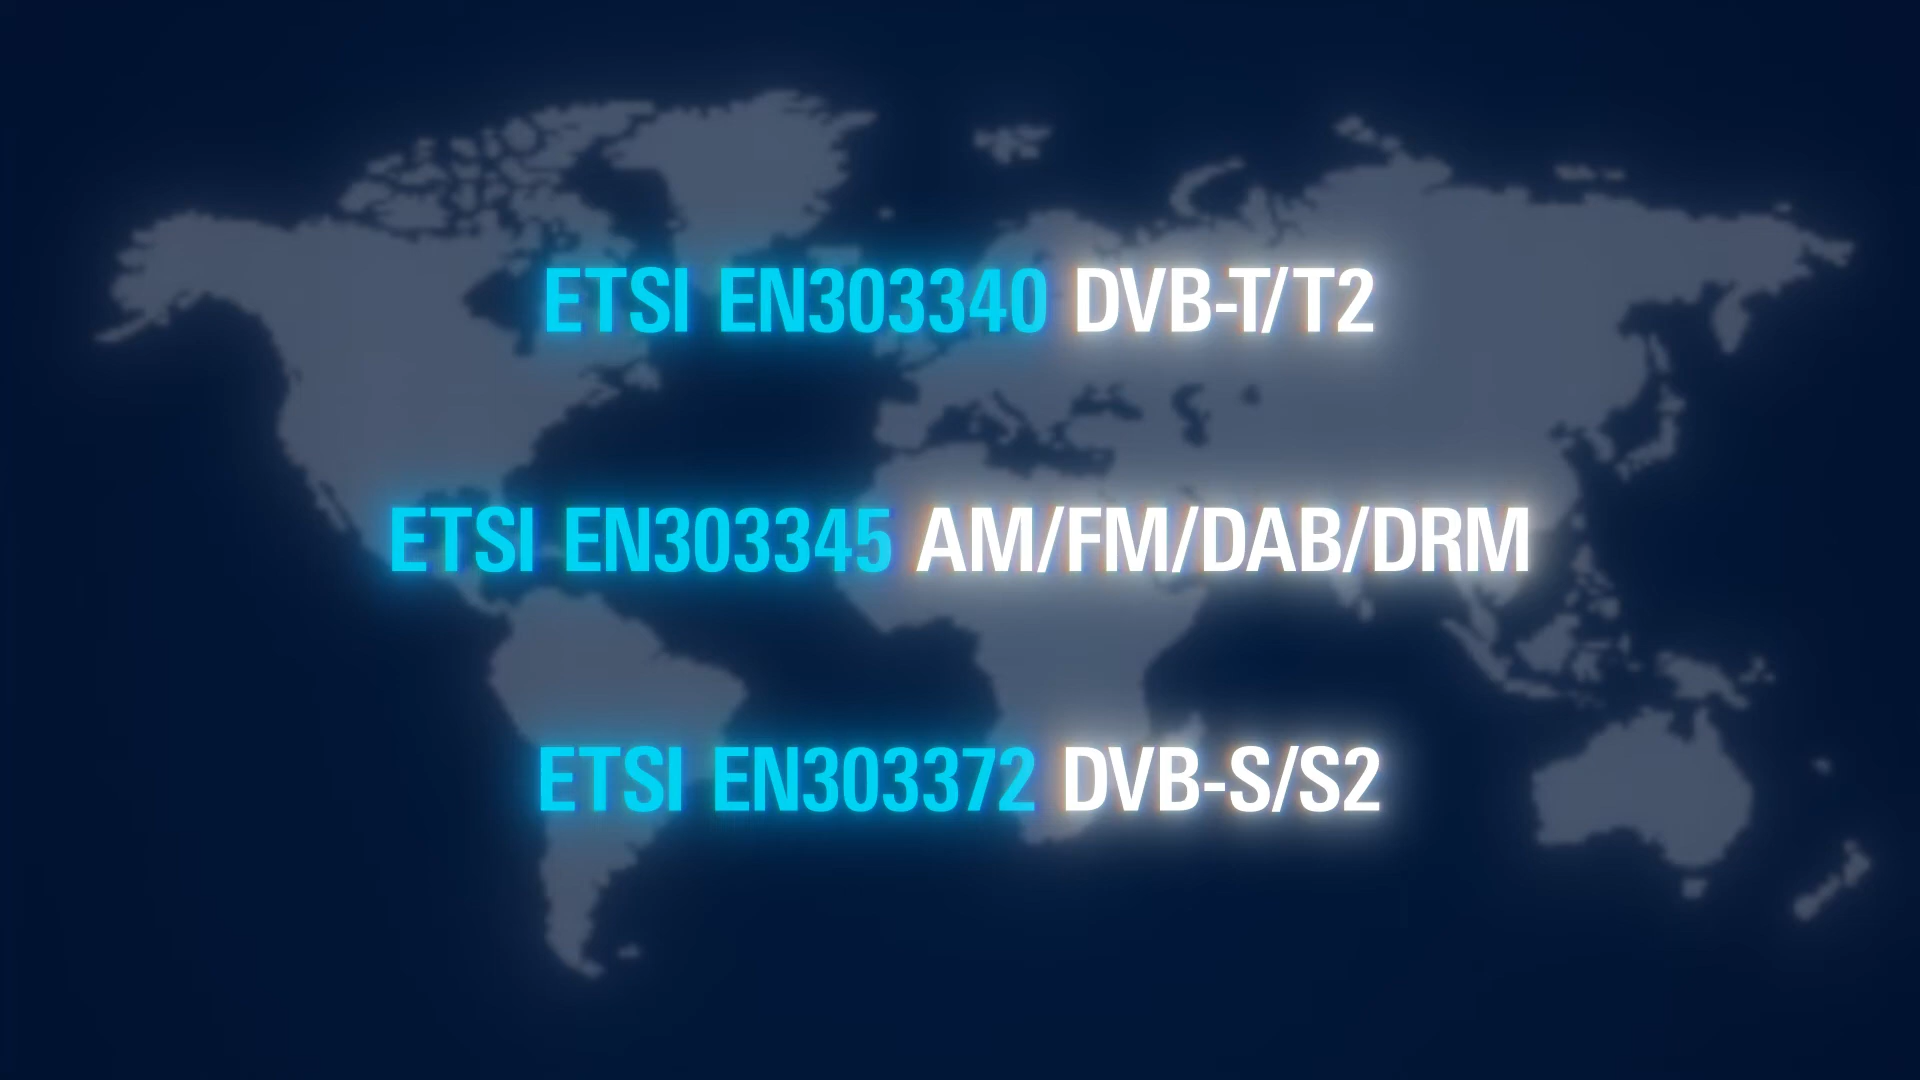 ETSI EN303340 DVB-T/T2
ETSI EN303345 AM/FM/DAB/DRM
ETSI EN303372 DVB-S/S2